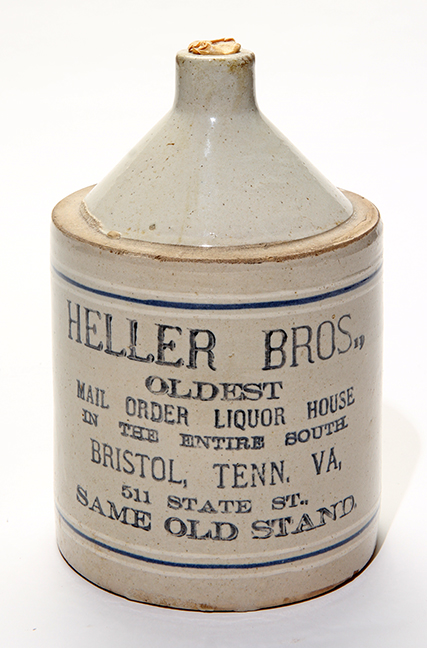 HELLER BROS.,
OLDEST
MAIL ORDER LIQUOR HOUSE
IN THE ENTIRE SOUTH.
BRISTOL, TENN. VA,
511 STATE ST.,
SAME OLD STAND.